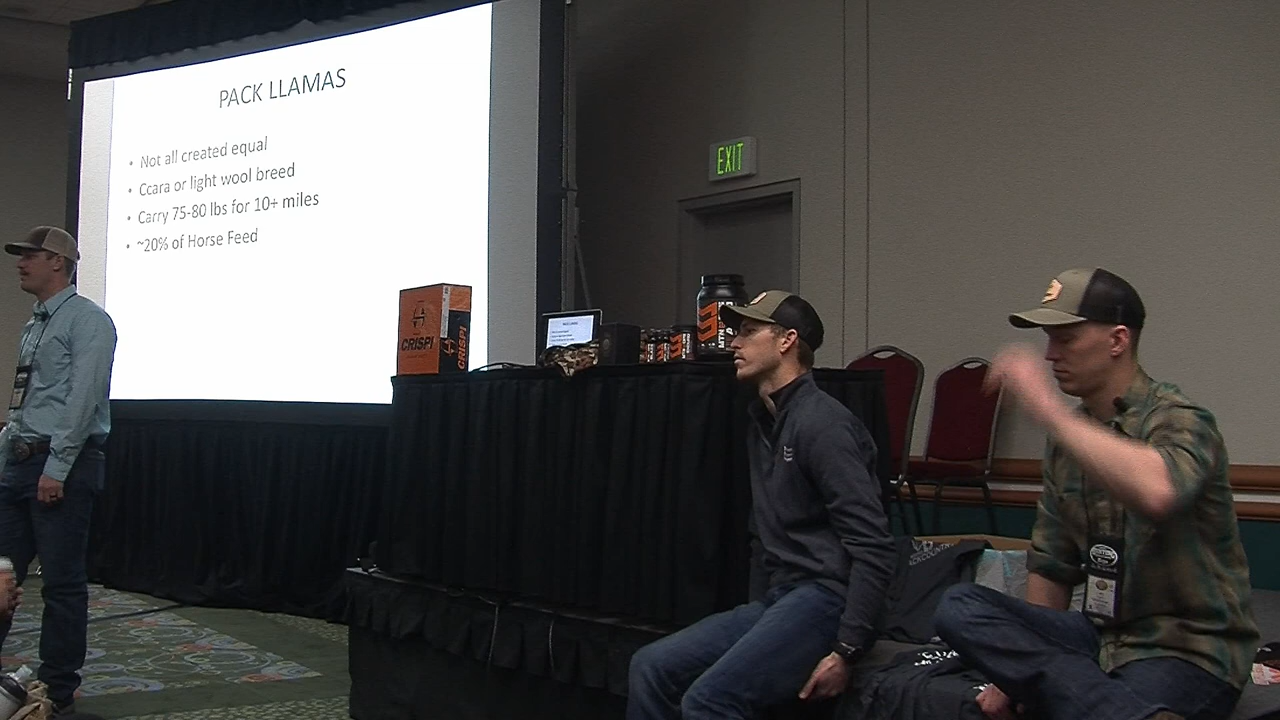 PACK LLAMAS
• Not all created equal
• Ccara or light wool breed
• Carry 75-80 lbs for 10+ miles
• ~20% of Horse Feed
EXIT
CRISPI
CRISPI
MTN